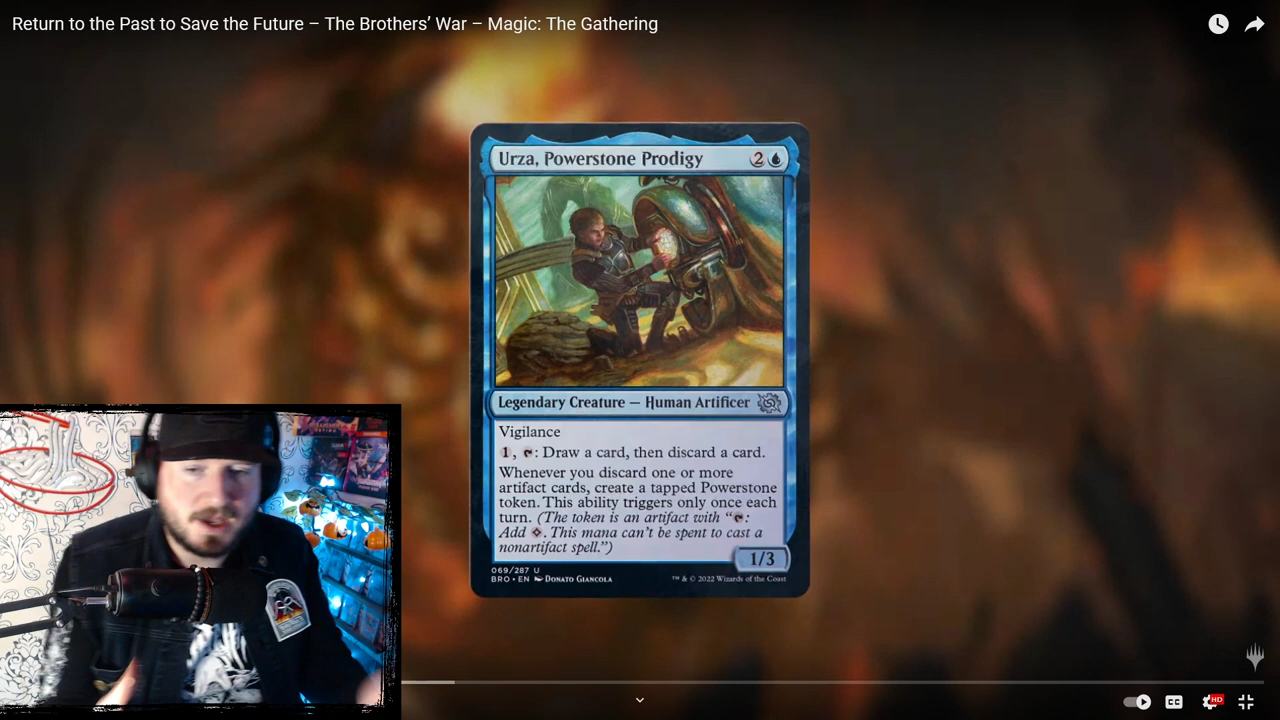 Return to the Past to Save the Future – The Brothers’ War – Magic: The Gathering
Urza, Powerstone Prodigy 2
Legendary Creature — Human Artificer
Vigilance
1, : Draw a card, then discard a card.
Whenever you discard one or more
artifact cards, create a tapped Powerstone
token. This ability triggers only once each
turn. (The token is an artifact with “:
Add . This mana can’t be spent to cast a
nonartifact spell.”)
1/3
069/287 U
BRO • EN Donato Giancola
™ & © 2022 Wizards of the Coast
CC
HD